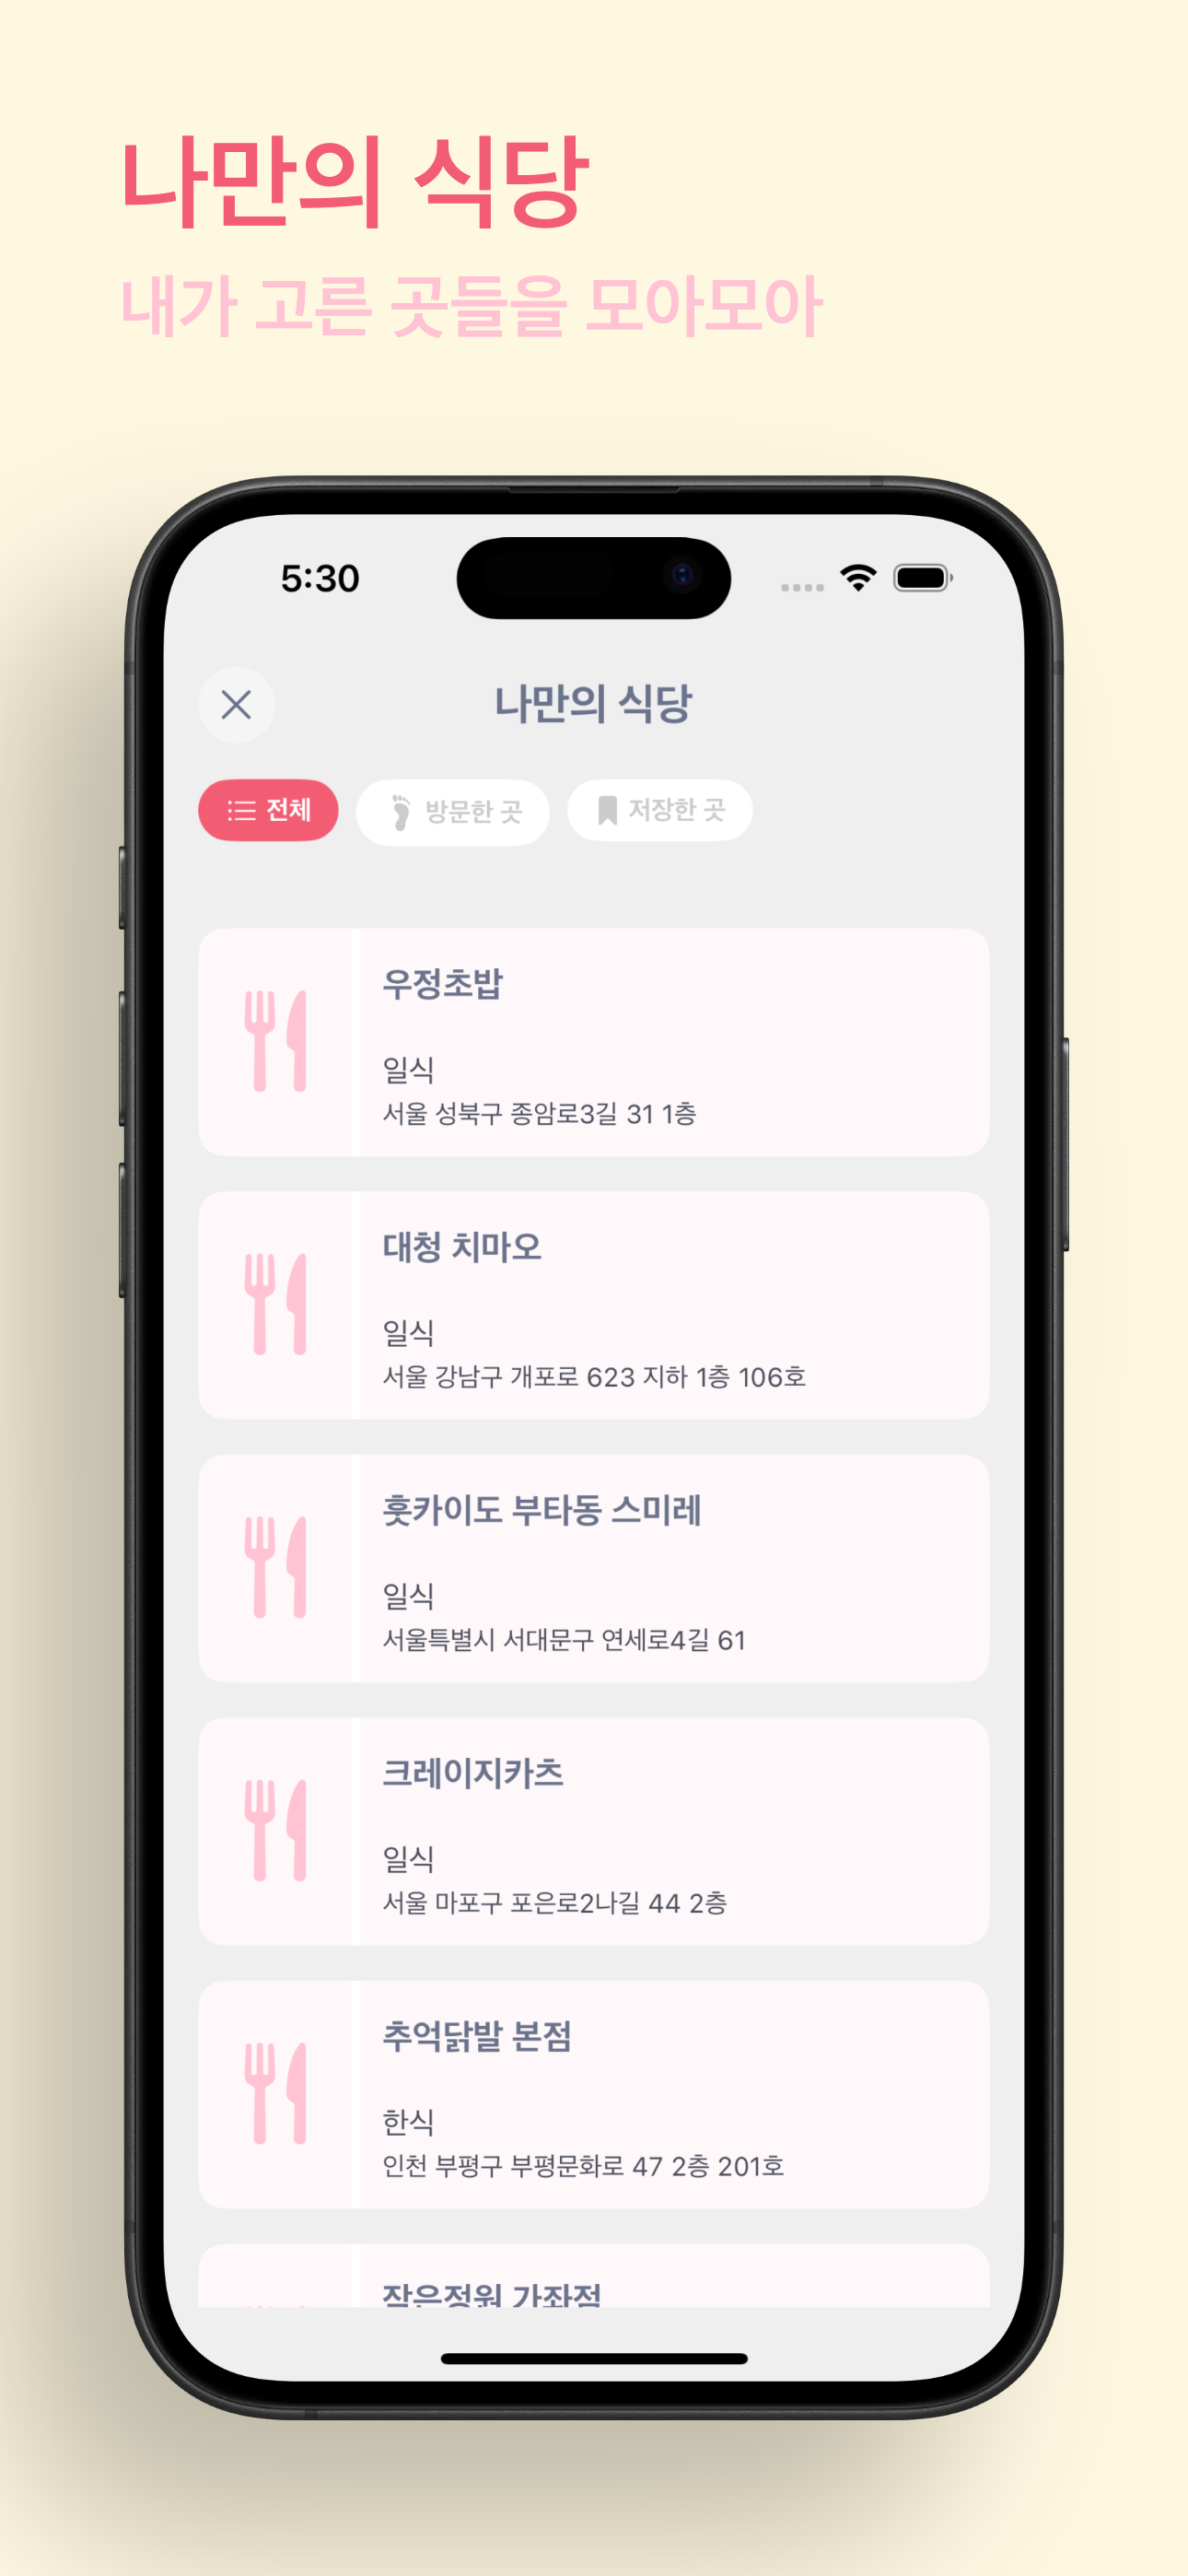 나만의 식당
내가 고른 곳들을 모아모아
5:30
나만의 식당
전체 방문한 곳 저장한 곳
우정초밥
일식
서울 성북구 종암로3길 31 1층
대청 치마오
일식
서울 강남구 개포로 623 지하 1층 106호
홋카이도 부타동 스미레
일식
서울특별시 서대문구 연세로4길 61
크레이지카츠
일식
서울 마포구 포은로2나길 44 2층
추억닭발 본점
한식
인천 부평구 부평문화로 47 2층 201호
작은정원 가좌점